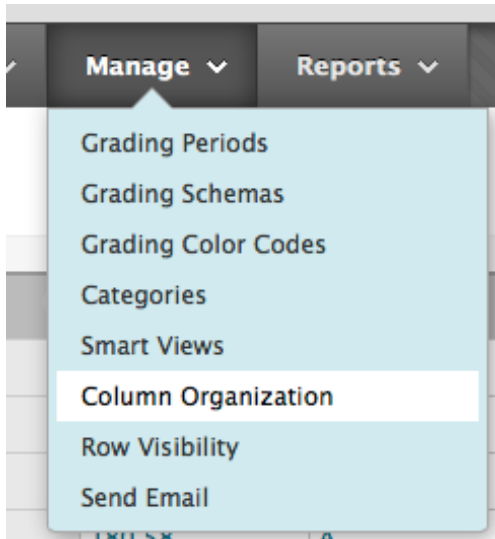 Manage Reports
Grading Periods
Grading Schemas
Grading Color Codes
Categories
Smart Views
Column Organization
Row Visibility
Send Email